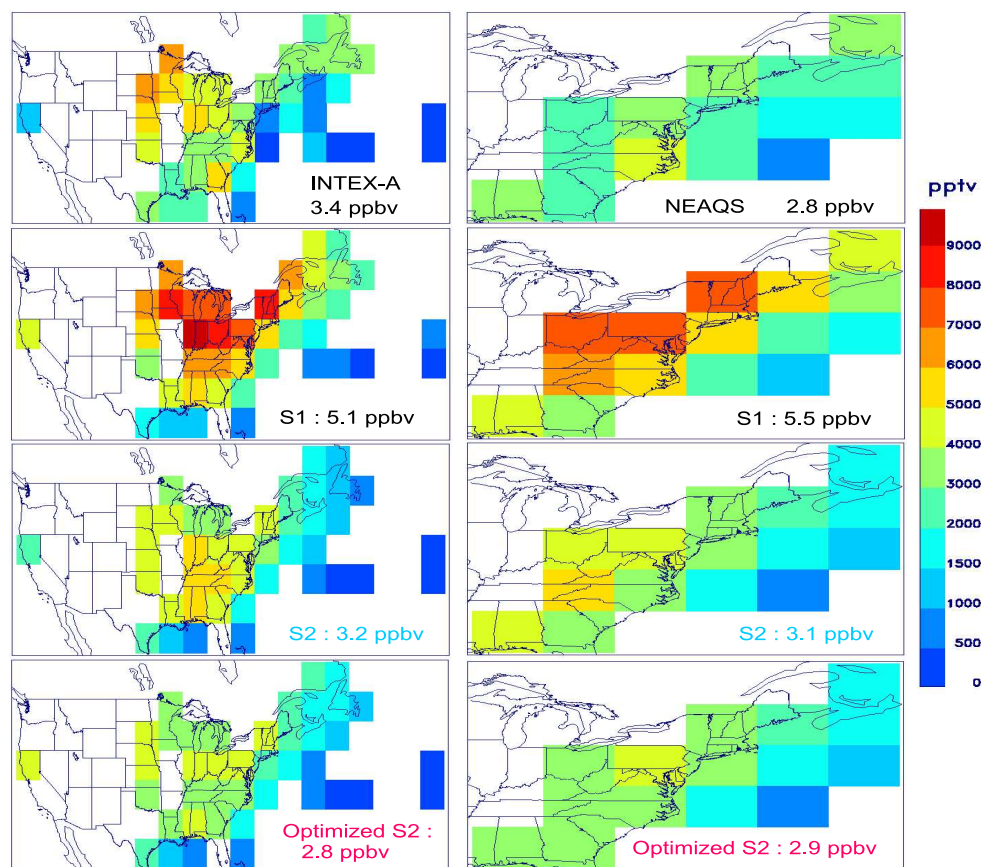 INTEX-A
3.4 ppbv
NEAQS 2.8 ppbv
S1 : 5.1 ppbv
S1 : 5.5 ppbv
S2 : 3.2 ppbv
S2 : 3.1 ppbv
Optimized S2 :
2.8 ppbv
Optimized S2 : 2.9 ppbv
pptv
9000
8000
7000
6000
5000
4000
3000
2000
1500
1000
500
0